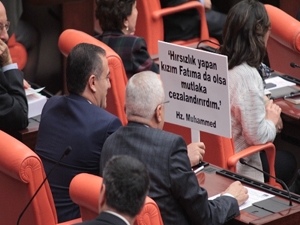 'Hırsızlık yapan
kızım Fatıma da olsa
mutlaka
cezalandırırdım.'
Hz. Muhammed